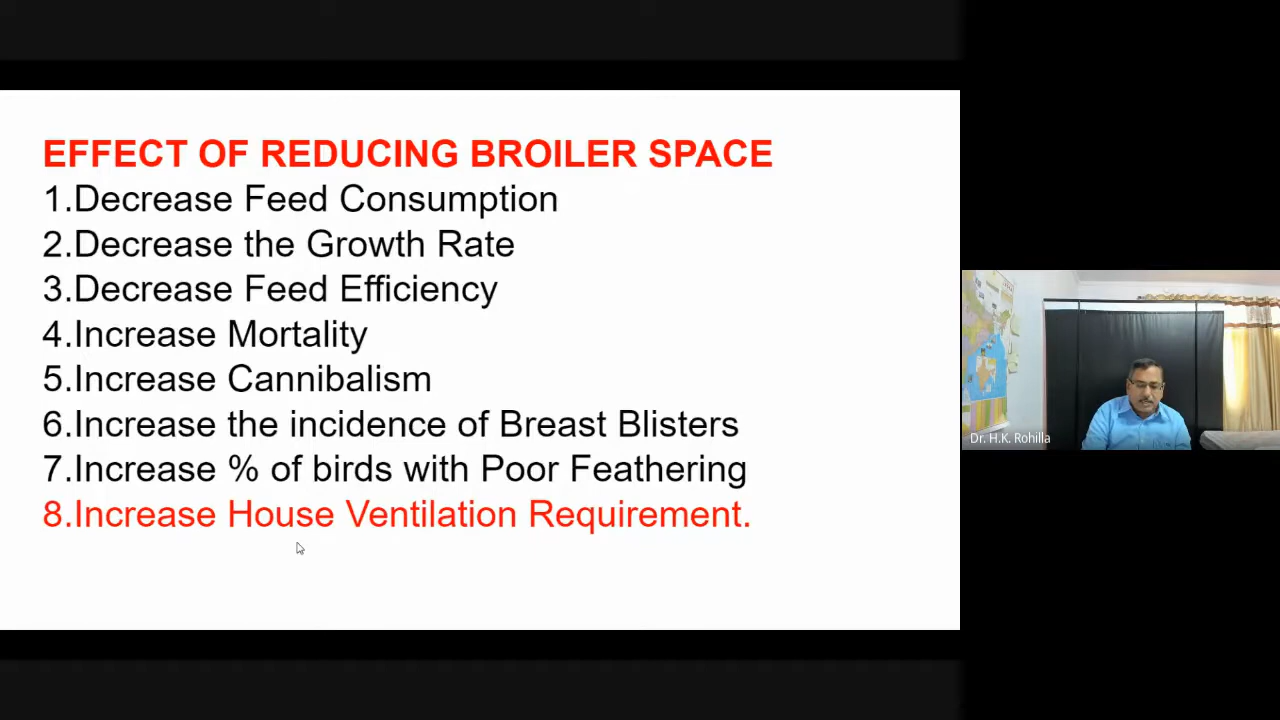 EFFECT OF REDUCING BROILER SPACE
1.Decrease Feed Consumption
2.Decrease the Growth Rate
3.Decrease Feed Efficiency
4.Increase Mortality
5.Increase Cannibalism
6.Increase the incidence of Breast Blisters
7.Increase % of birds with Poor Feathering
8.Increase House Ventilation Requirement.
Dr. H.K. Rohilla